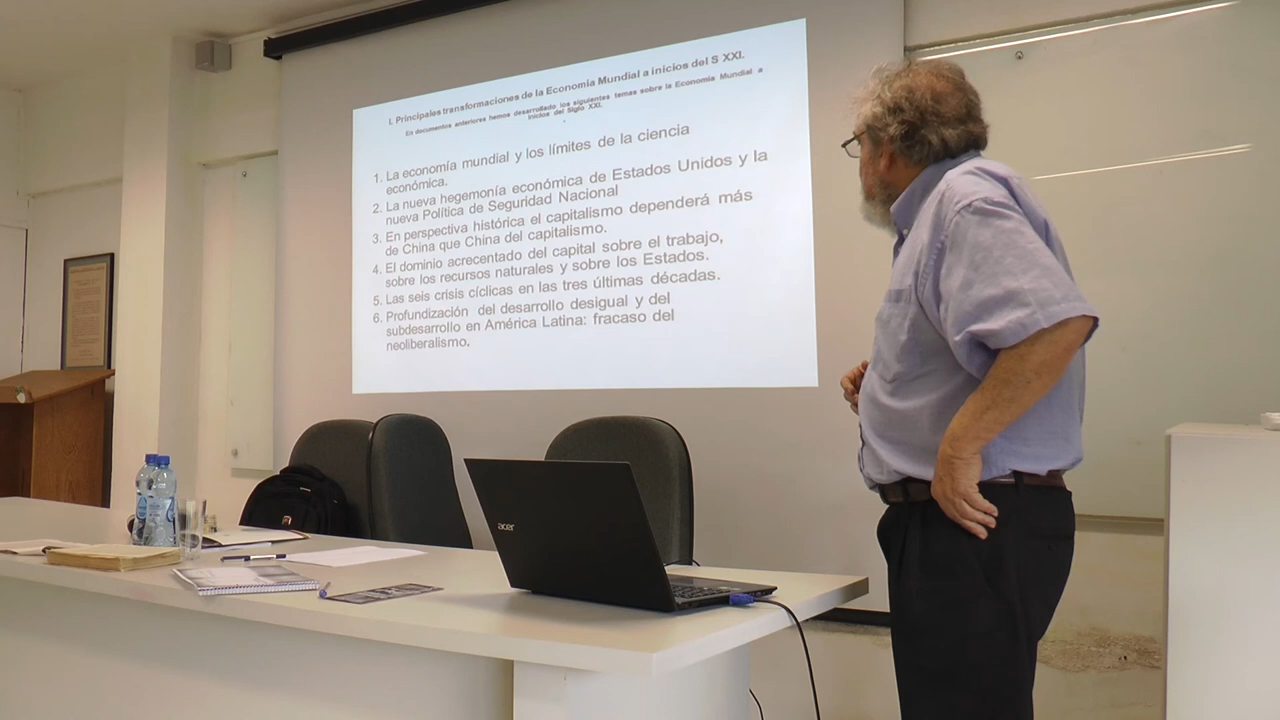 I. Principales transformaciones de la Economía Mundial a inicios del S XXI.
En documentos anteriores hemos desarrollado los siguientes temas sobre la Economía Mundial a
inicios del Siglo XXI.
1. La economía mundial y los límites de la ciencia
económica.
2. La nueva hegemonía económica de Estados Unidos y la
nueva Política de Seguridad Nacional
3. En perspectiva histórica el capitalismo dependerá más
de China que China del capitalismo.
4. El dominio acrecentado del capital sobre el trabajo,
sobre los recursos naturales y sobre los Estados.
5. Las seis crisis cíclicas en las tres últimas décadas.
6. Profundización del desarrollo desigual y del
subdesarrollo en América Latina: fracaso del
neoliberalismo.
acer